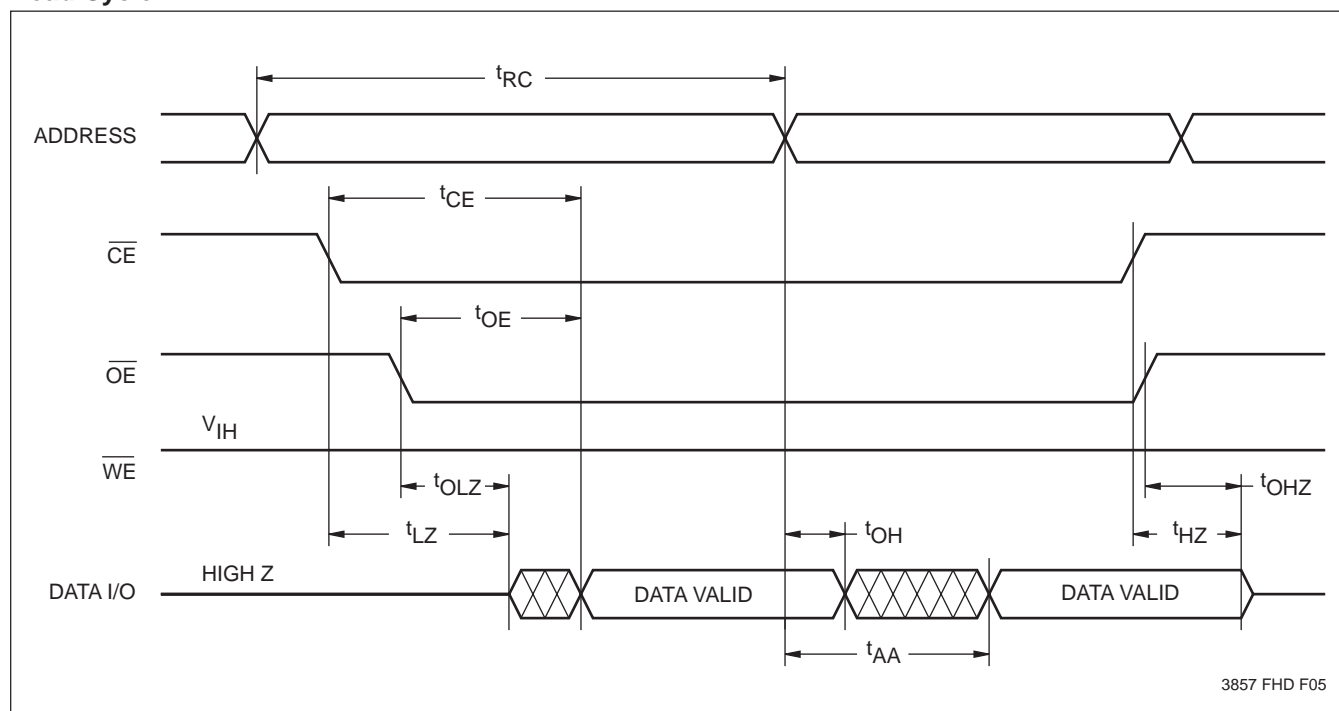 tRC
ADDRESS
tCE
CE
tOE
OE
VIH
WE
tOLZ
tOHZ
tLZ
tOH
tHZ
DATA I/O
HIGH Z
DATA VALID
DATA VALID
tAA
3857 FHD F05